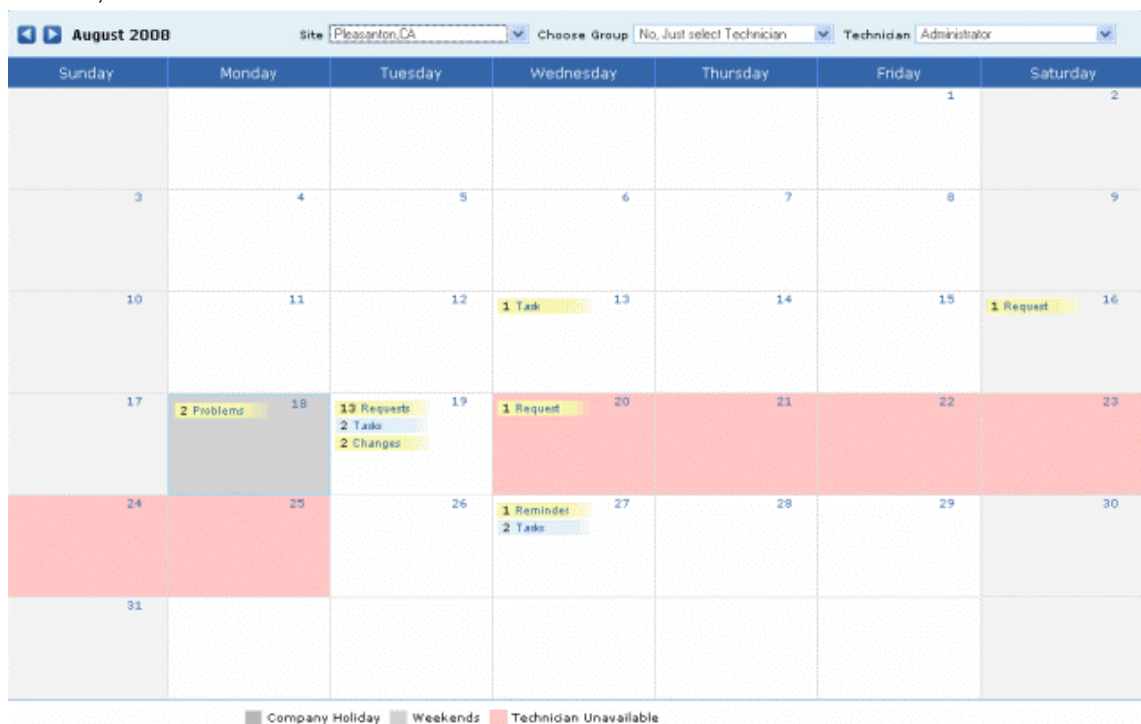 August 2008 Site Pleasanton,CA Choose Group No, Just select Technician Technician Administrator
Sunday Monday Tuesday Wednesday Thursday Friday Saturday
1 2
3 4 5 6 7 8 9
10 11 12 13 14 15 16
1 Task 1 Request
17 18 19 20 21 22 23
2 Problems 13 Requests 1 Request
2 Tasks
2 Changes
24 25 26 27 28 29 30
1 Reminder
2 Tasks
31
Company Holiday Weekends Technician Unavailable